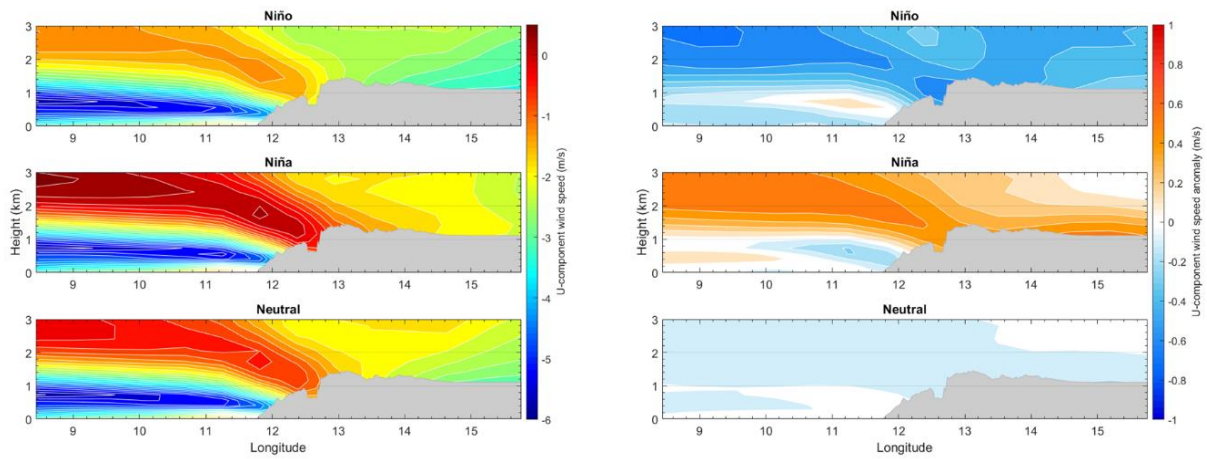 Niño
3
2
1
0
9 10 11 12 13 14 15
Niña
3
2
1
0
9 10 11 12 13 14 15
Height (km)
Neutral
3
2
1
0
9 10 11 12 13 14 15
Longitude
0
-1
-2
-3
-4
-5
-6
U-component wind speed (m/s)
Niño
3
2
1
0
9 10 11 12 13 14 15
Niña
3
2
1
0
9 10 11 12 13 14 15
Neutral
3
2
1
0
9 10 11 12 13 14 15
Longitude
1
0.8
0.6
0.4
0.2
0
-0.2
-0.4
-0.6
-0.8
-1
U-component wind speed anomaly (m/s)